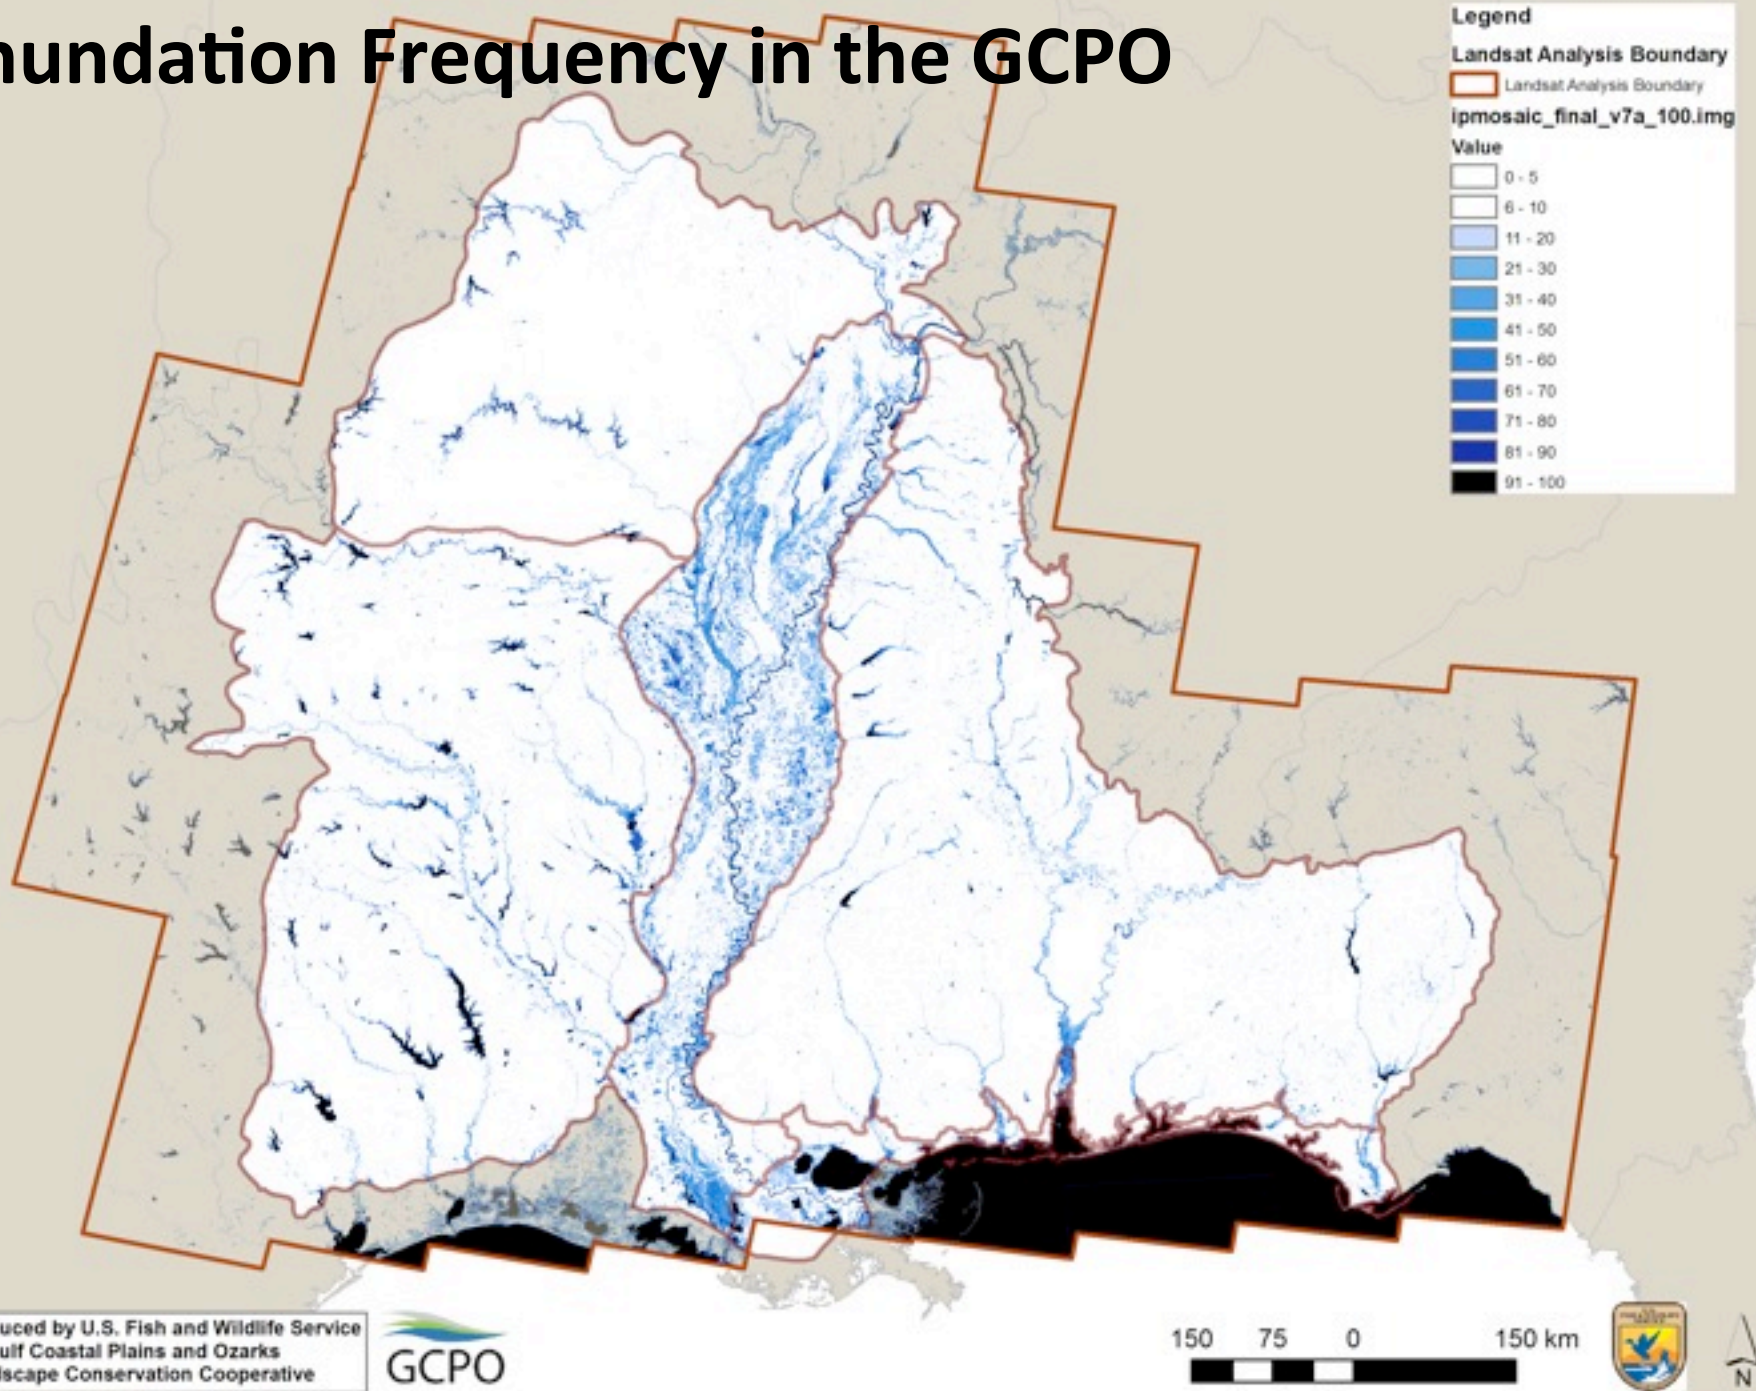 nundation Frequency in the GCPO
Legend
Landsat Analysis Boundary
Landsat Analysis Boundary
ipmosaic_final_v7a_100.img
Value
0 - 5
6 - 10
11 - 20
21 - 30
31 - 40
41 - 50
51 - 60
61 - 70
71 - 80
81 - 90
91 - 100
uced by U.S. Fish and Wildlife Service
ulf Coastal Plains and Ozarks
dscape Conservation Cooperative
GCPO
150 75 0 150 km
N